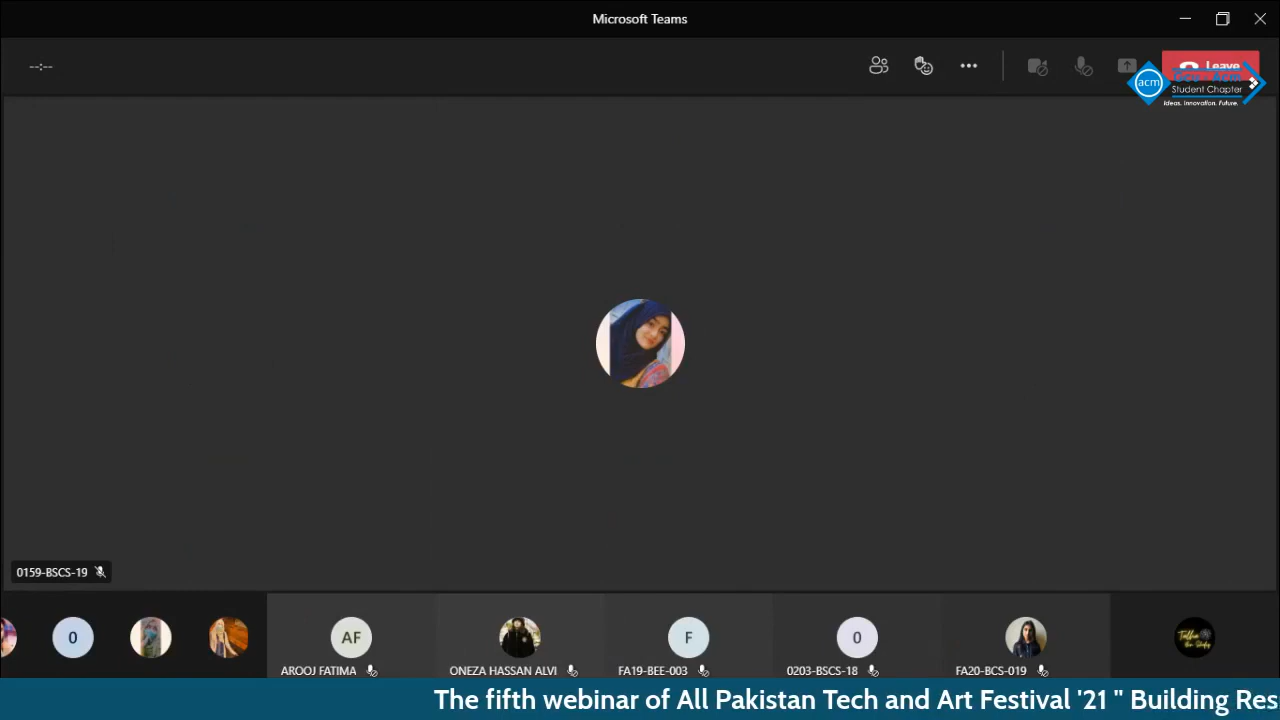 Microsoft Teams
--:--
Leave
acm
Student Chapter
Ideas. Innovation. Future.
0159-BSCS-19
0
AF
F
0
AROOJ FATIMA
ONEZA HASSAN ALVI
FA19-BEE-003
0203-BSCS-18
FA20-BCS-019
The fifth webinar of All Pakistan Tech and Art Festival '21 " Building Res